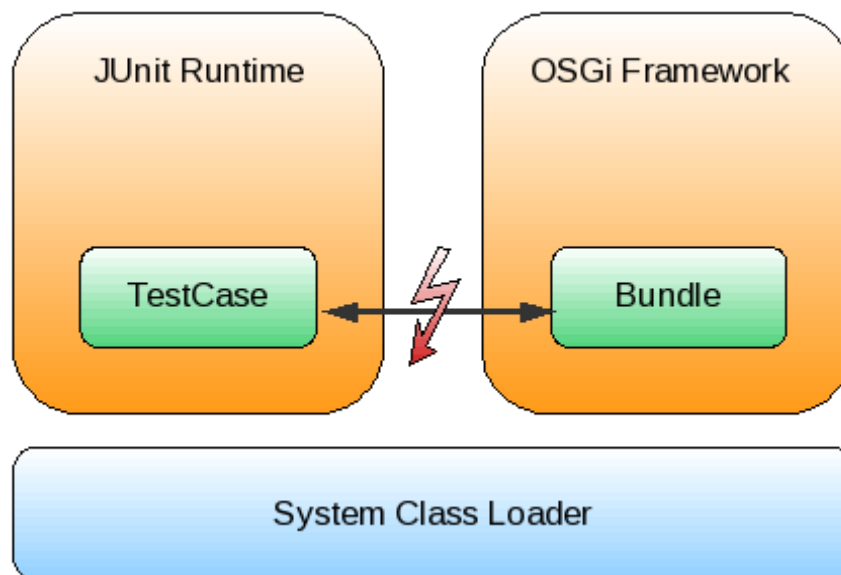 JUnit Runtime
OSGi Framework
TestCase
Bundle
System Class Loader